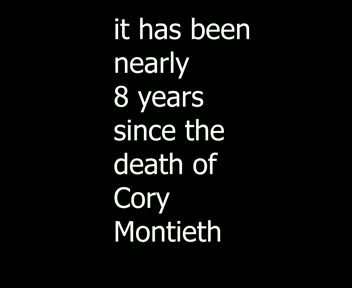 it has been
nearly
8 years
since the
death of
Cory
Montieth